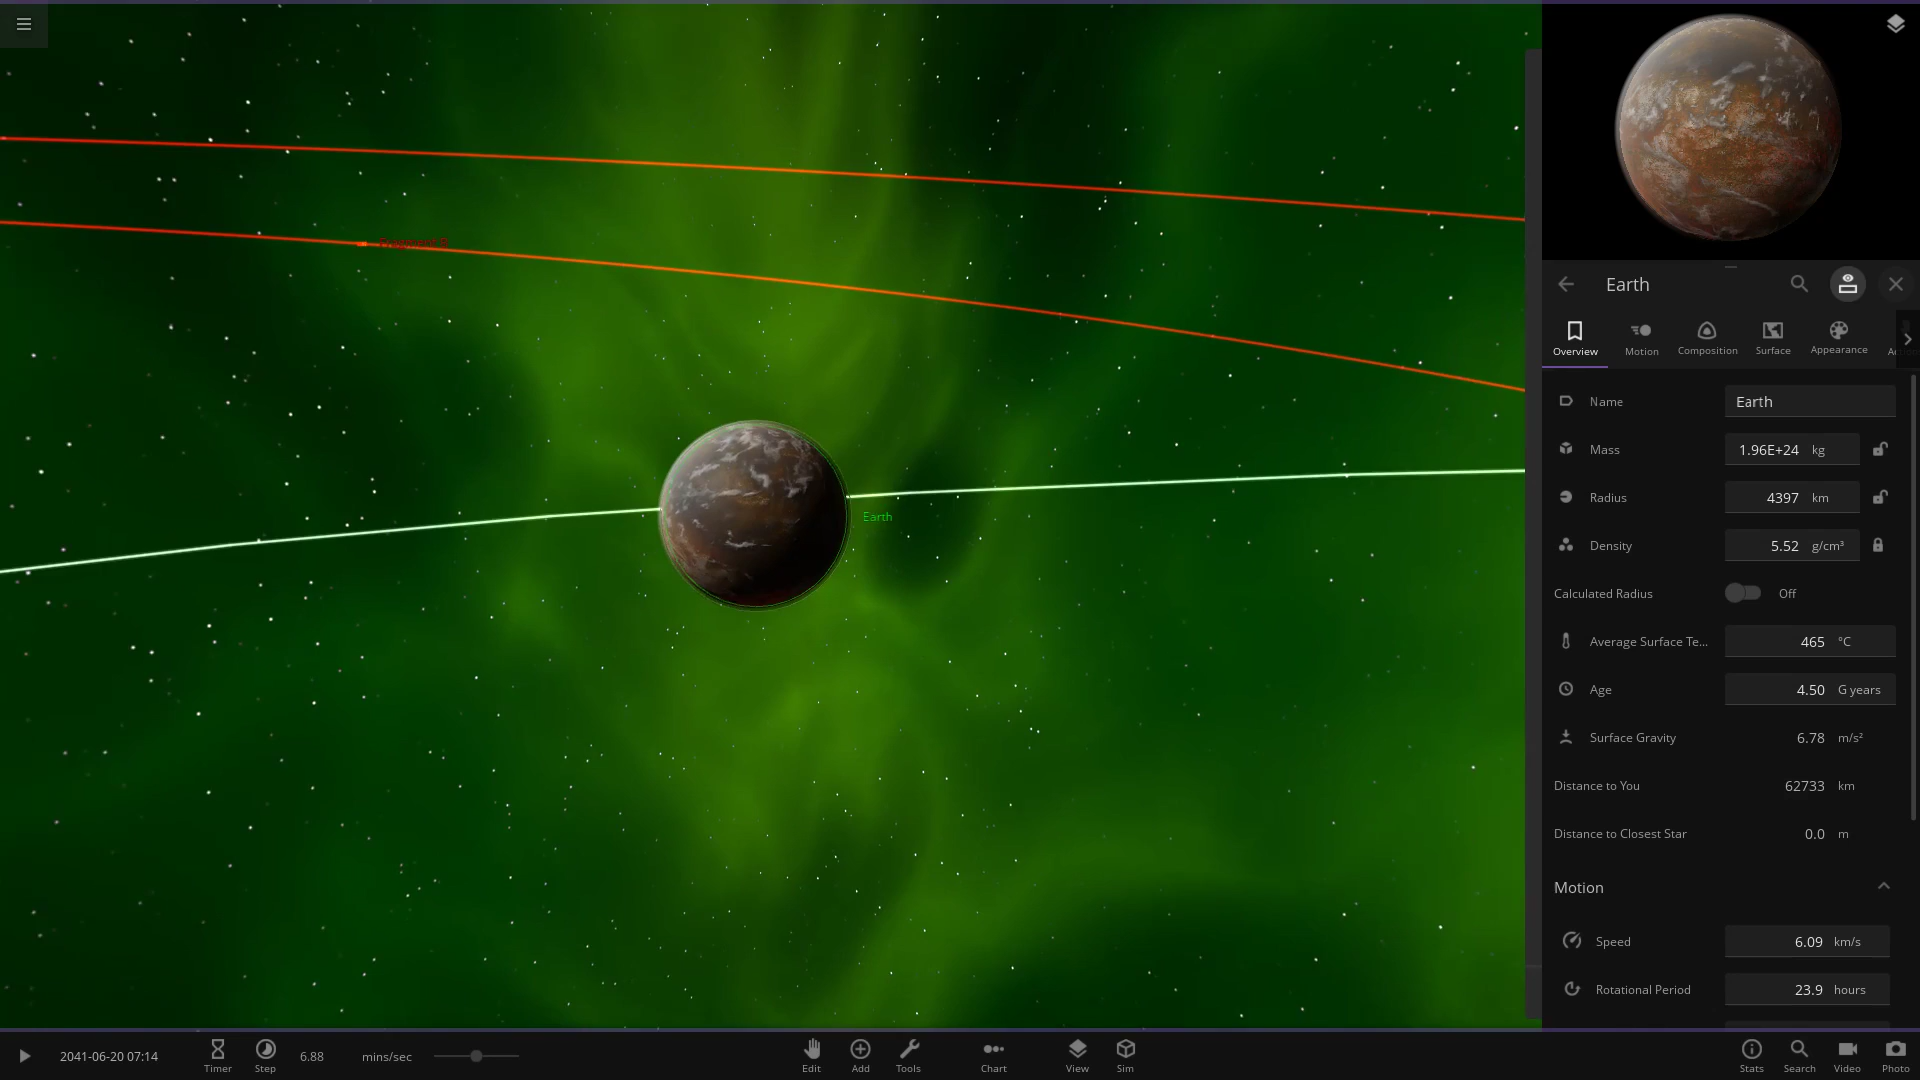 Fragment B
Earth
Earth
Overview
Motion
Composition
Surface
Appearance
Name
Earth
Mass
1.96E+24 kg
Radius
4397 km
Density
5.52 g/cm³
Calculated Radius
Off
Average Surface Te...
465 °C
Age
4.50 G years
Surface Gravity
6.78 m/s²
Distance to You
62733 km
Distance to Closest Star
0.0 m
Motion
Speed
6.09 km/s
Rotational Period
23.9 hours
2041-06-20 07:14
Timer
Step
6.88 mins/sec
Edit
Add
Tools
Chart
View
Sim
Stats
Search
Video
Photo